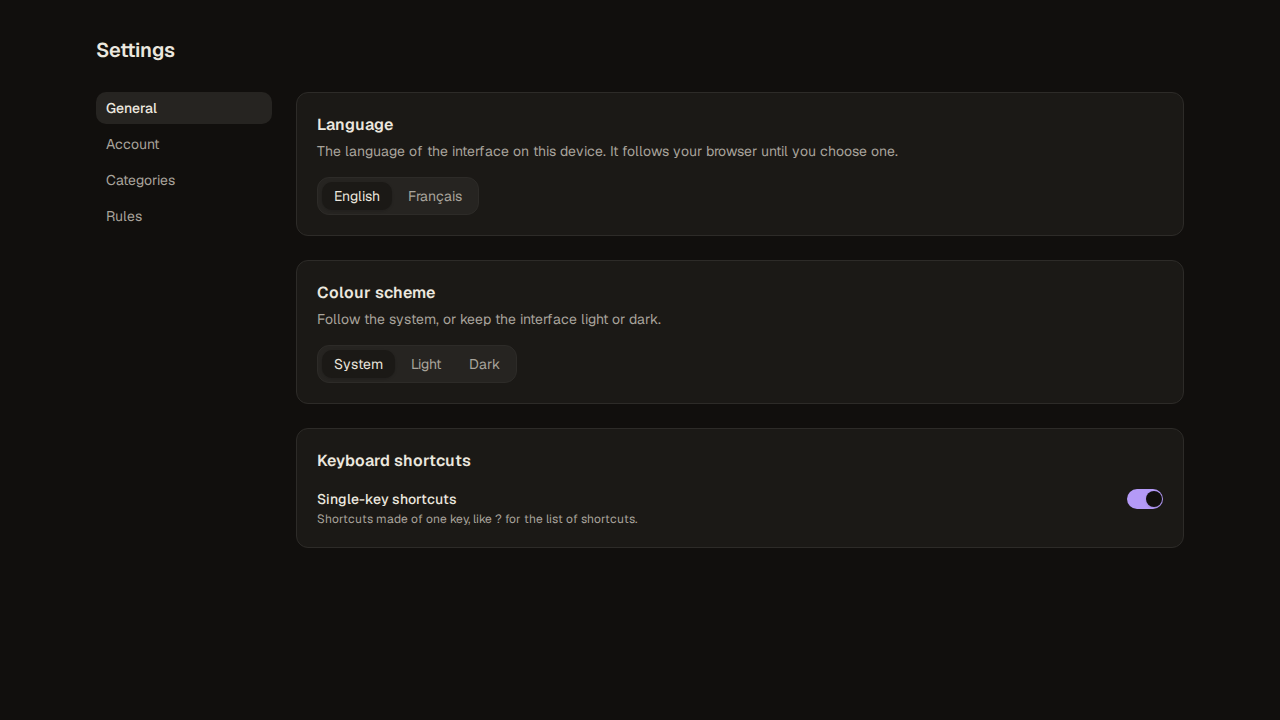 Settings
General
Account
Categories
Rules
Language
The language of the interface on this device. It follows your browser until you choose one.
English Français
Colour scheme
Follow the system, or keep the interface light or dark.
System Light Dark
Keyboard shortcuts
Single-key shortcuts
Shortcuts made of one key, like ? for the list of shortcuts.